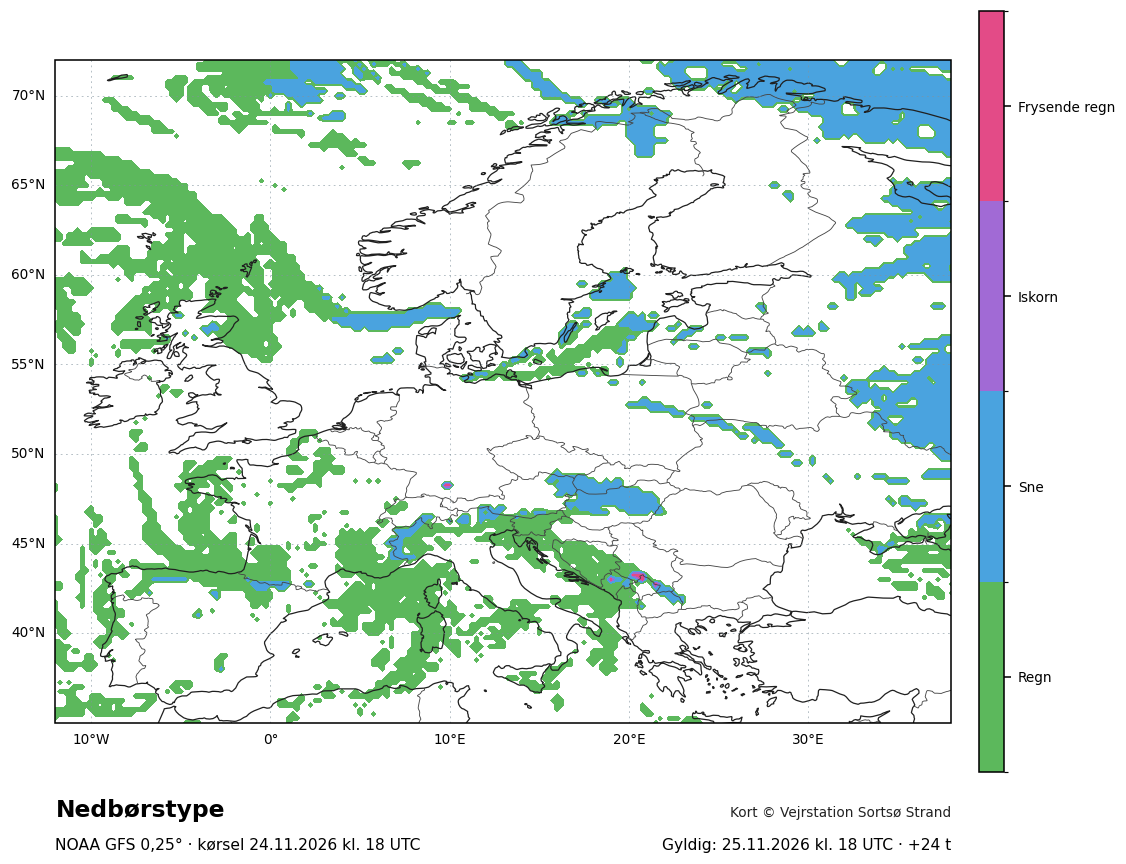 Frysende regn
Iskorn
Sne
Regn
70°N
65°N
60°N
55°N
50°N
45°N
40°N
10°W
0°
10°E
20°E
30°E
Nedbørstype
Kort © Vejrstation Sortsø Strand
NOAA GFS 0,25° · kørsel 24.11.2026 kl. 18 UTC
Gyldig: 25.11.2026 kl. 18 UTC · +24 t